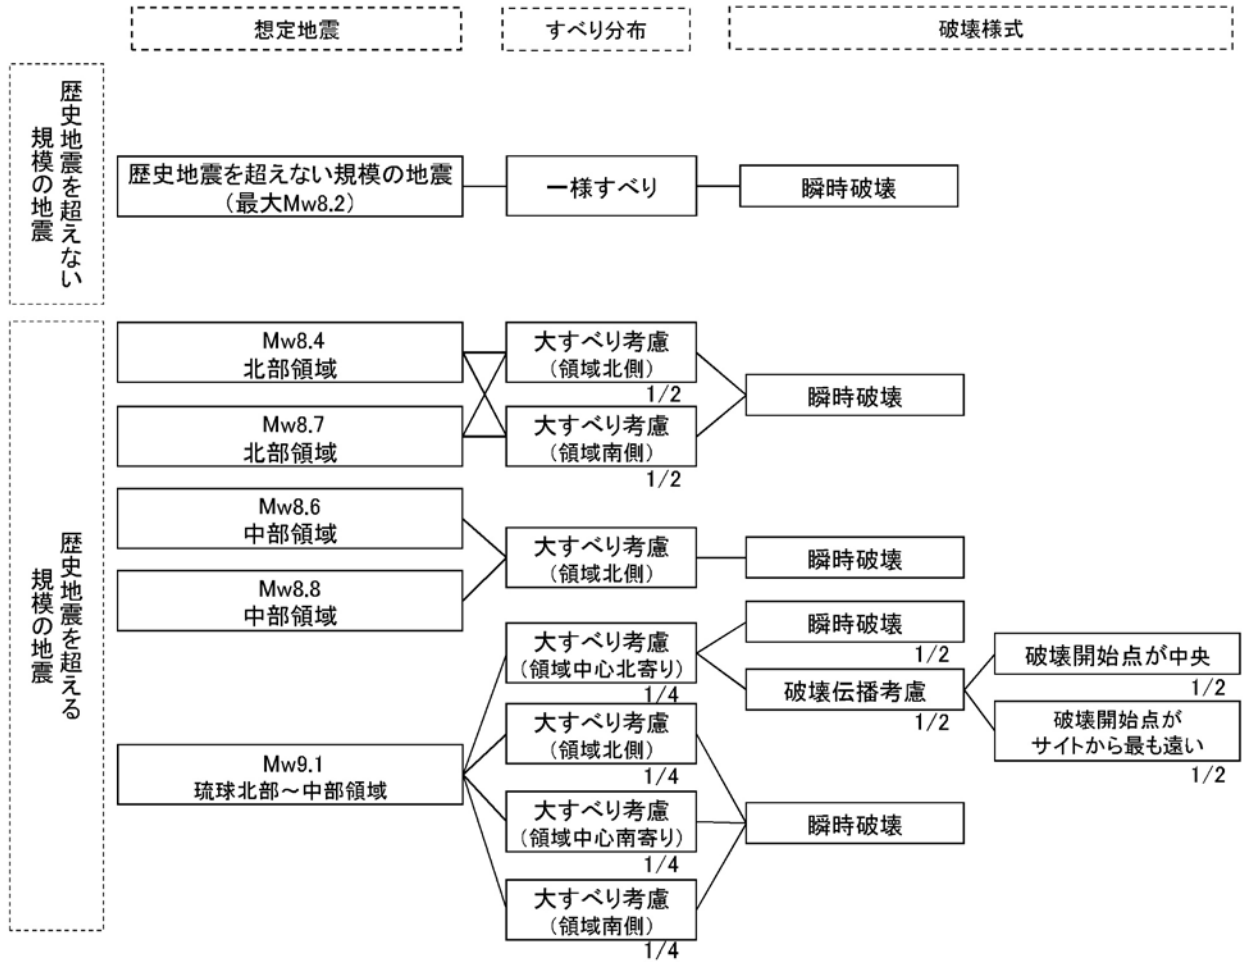 想定地震
すべり分布
破壊様式
歴史地震を超えない
規模の地震
歴史地震を超えない規模の地震
（最大Mw8.2）
一様すべり
瞬時破壊
歴史地震を超える
規模の地震
Mw8.4
北部領域
大すべり考慮
（領域北側）
1/2
瞬時破壊
Mw8.7
北部領域
大すべり考慮
（領域南側）
1/2
Mw8.6
中部領域
大すべり考慮
（領域北側）
瞬時破壊
Mw8.8
中部領域
大すべり考慮
（領域中心北寄り）
1/4
瞬時破壊
1/2
破壊伝播考慮
1/2
破壊開始点が中央
1/2
破壊開始点が
サイトから最も遠い
1/2
Mw9.1
琉球北部～中部領域
大すべり考慮
（領域北側）
1/4
大すべり考慮
（領域中心南寄り）
1/4
瞬時破壊
大すべり考慮
（領域南側）
1/4